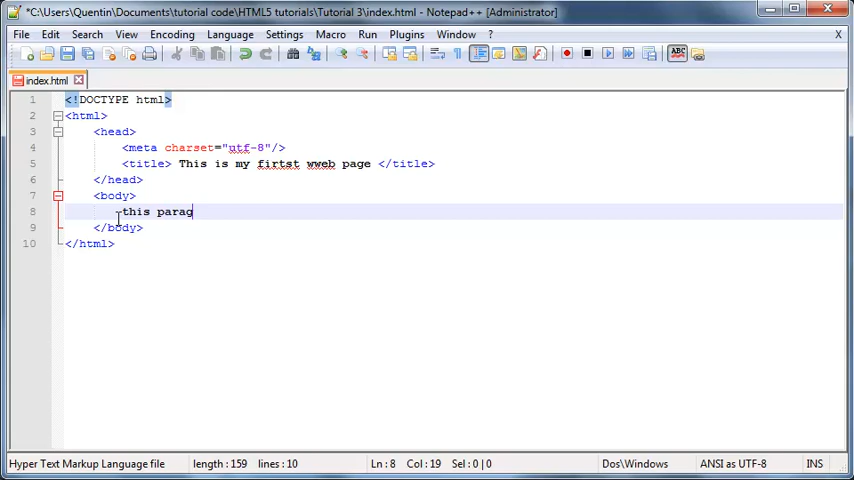 *C:\Users\Quentin\Documents\tutorial code\HTML5 tutorials\Tutorial 3\index.html - Notepad++ [Administrator]
File Edit Search View Encoding Language Settings Macro Run Plugins Window ? X
ABC
index.html
1 <!DOCTYPE html>
2 <html>
3 <head>
4 <meta charset="utf-8"/>
5 <title> This is my firtst wweb page </title>
6 </head>
7 <body>
8 this parag
9 </body>
10 </html>
Hyper Text Markup Language file length : 159 lines : 10 Ln : 8 Col : 19 Sel : 0 | 0 Dos\Windows ANSI as UTF-8 INS